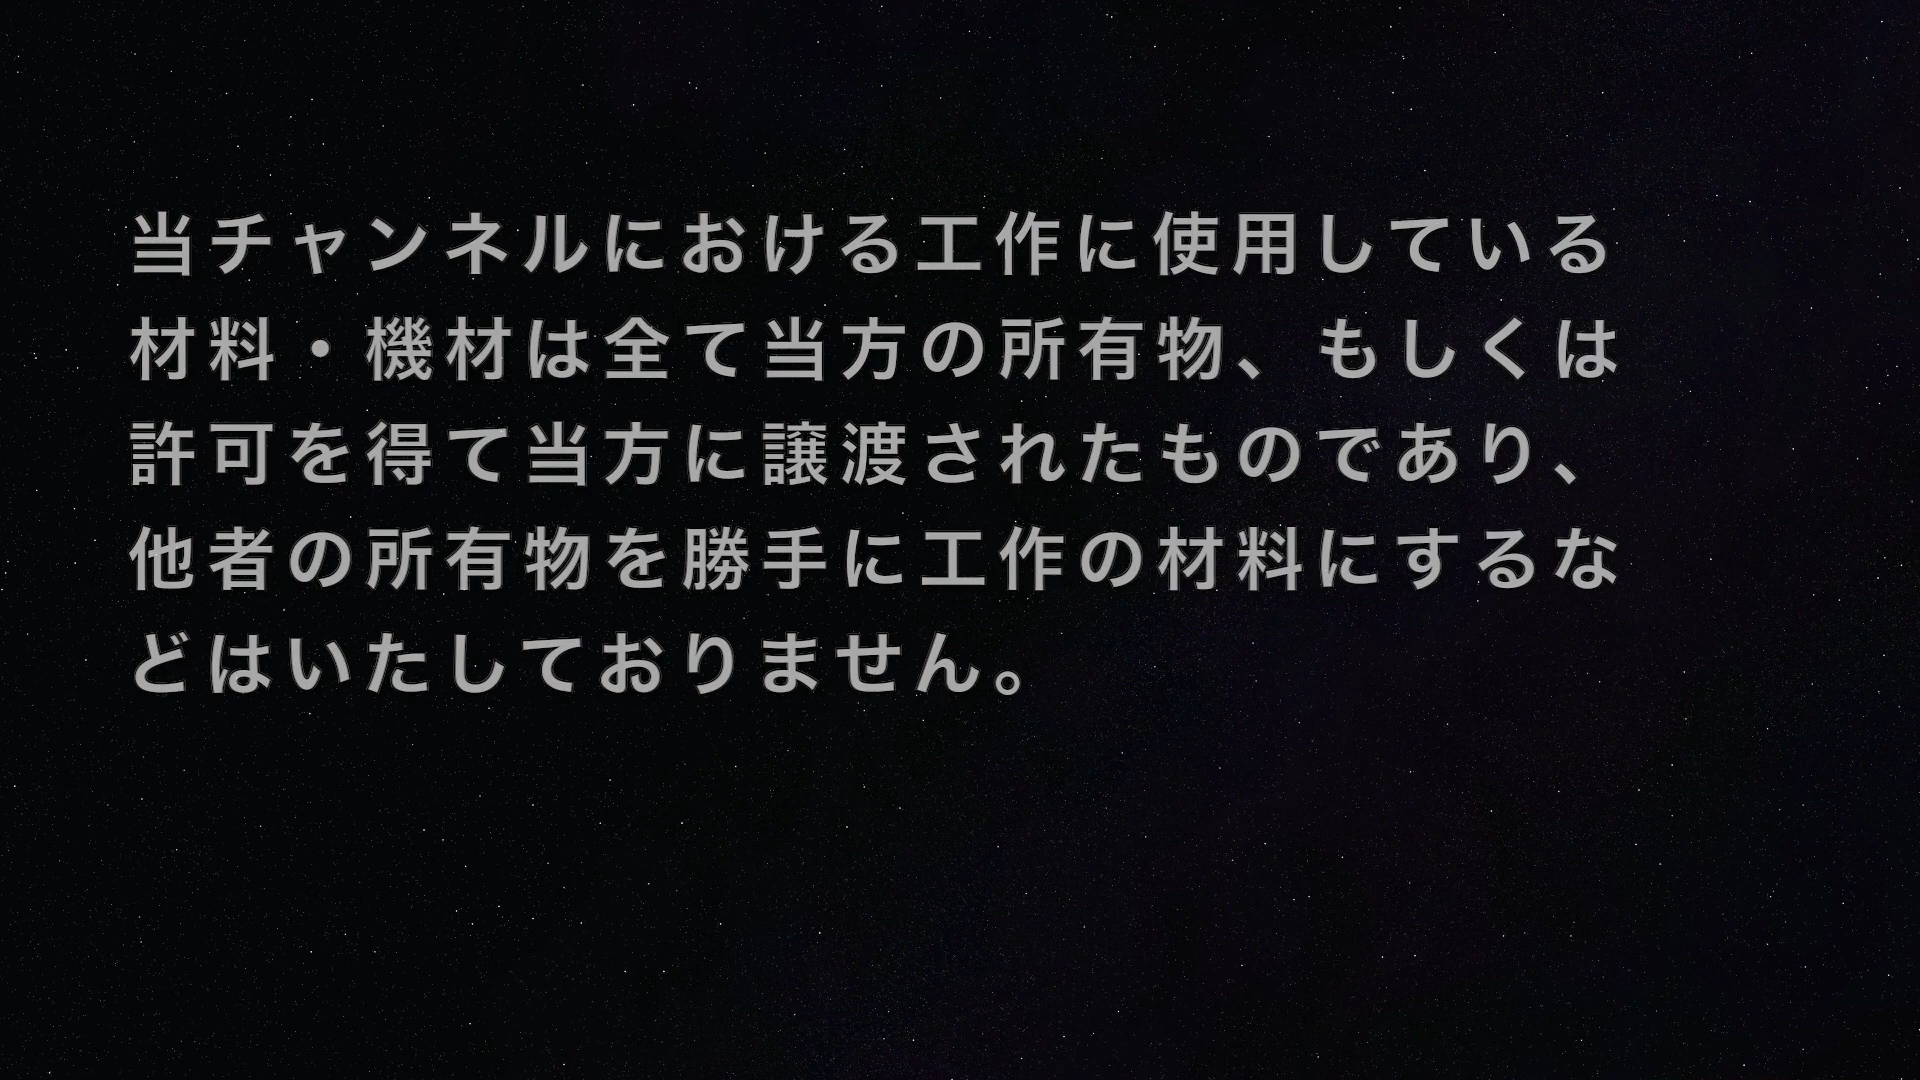 当チャンネルにおける工作に使用している
材料・機材は全て当方の所有物、もしくは
許可を得て当方に譲渡されたものであり、
他者の所有物を勝手に工作の材料にするな
どはいたしておりません。